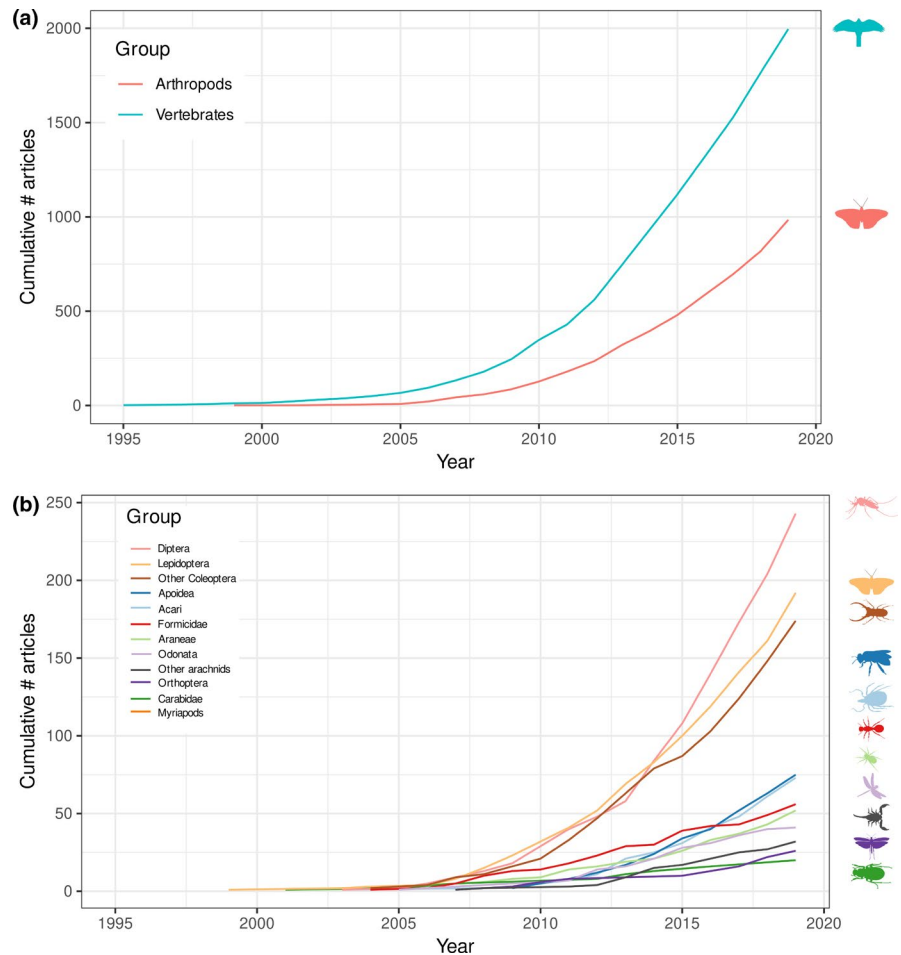 (a)
Cumulative # articles
2000
1500
1000
500
0
Group
Arthropods
Vertebrates
1995 2000 2005 2010 2015 2020
Year
(b)
Cumulative # articles
250
200
150
100
50
0
Group
Diptera
Lepidoptera
Other Coleoptera
Apoidea
Acari
Formicidae
Araneae
Odonata
Other arachnids
Orthoptera
Carabidae
Myriapods
1995 2000 2005 2010 2015 2020
Year